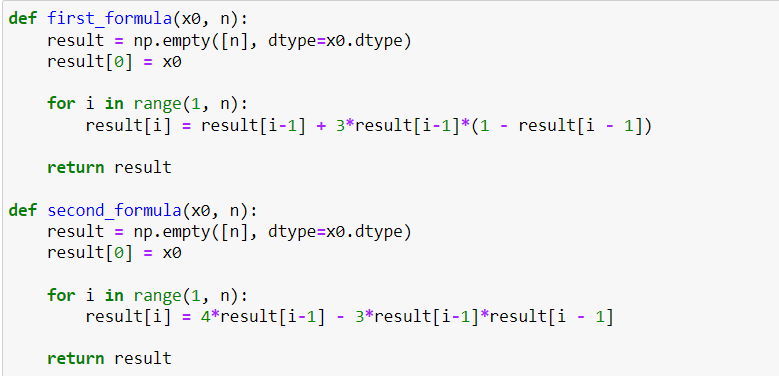 def first_formula(x0, n):
    result = np.empty([n], dtype=x0.dtype)
    result[0] = x0
    for i in range(1, n):
        result[i] = result[i-1] + 3*result[i-1]*(1 - result[i - 1])
    return result
def second_formula(x0, n):
    result = np.empty([n], dtype=x0.dtype)
    result[0] = x0
    for i in range(1, n):
        result[i] = 4*result[i-1] - 3*result[i-1]*result[i - 1]
    return result